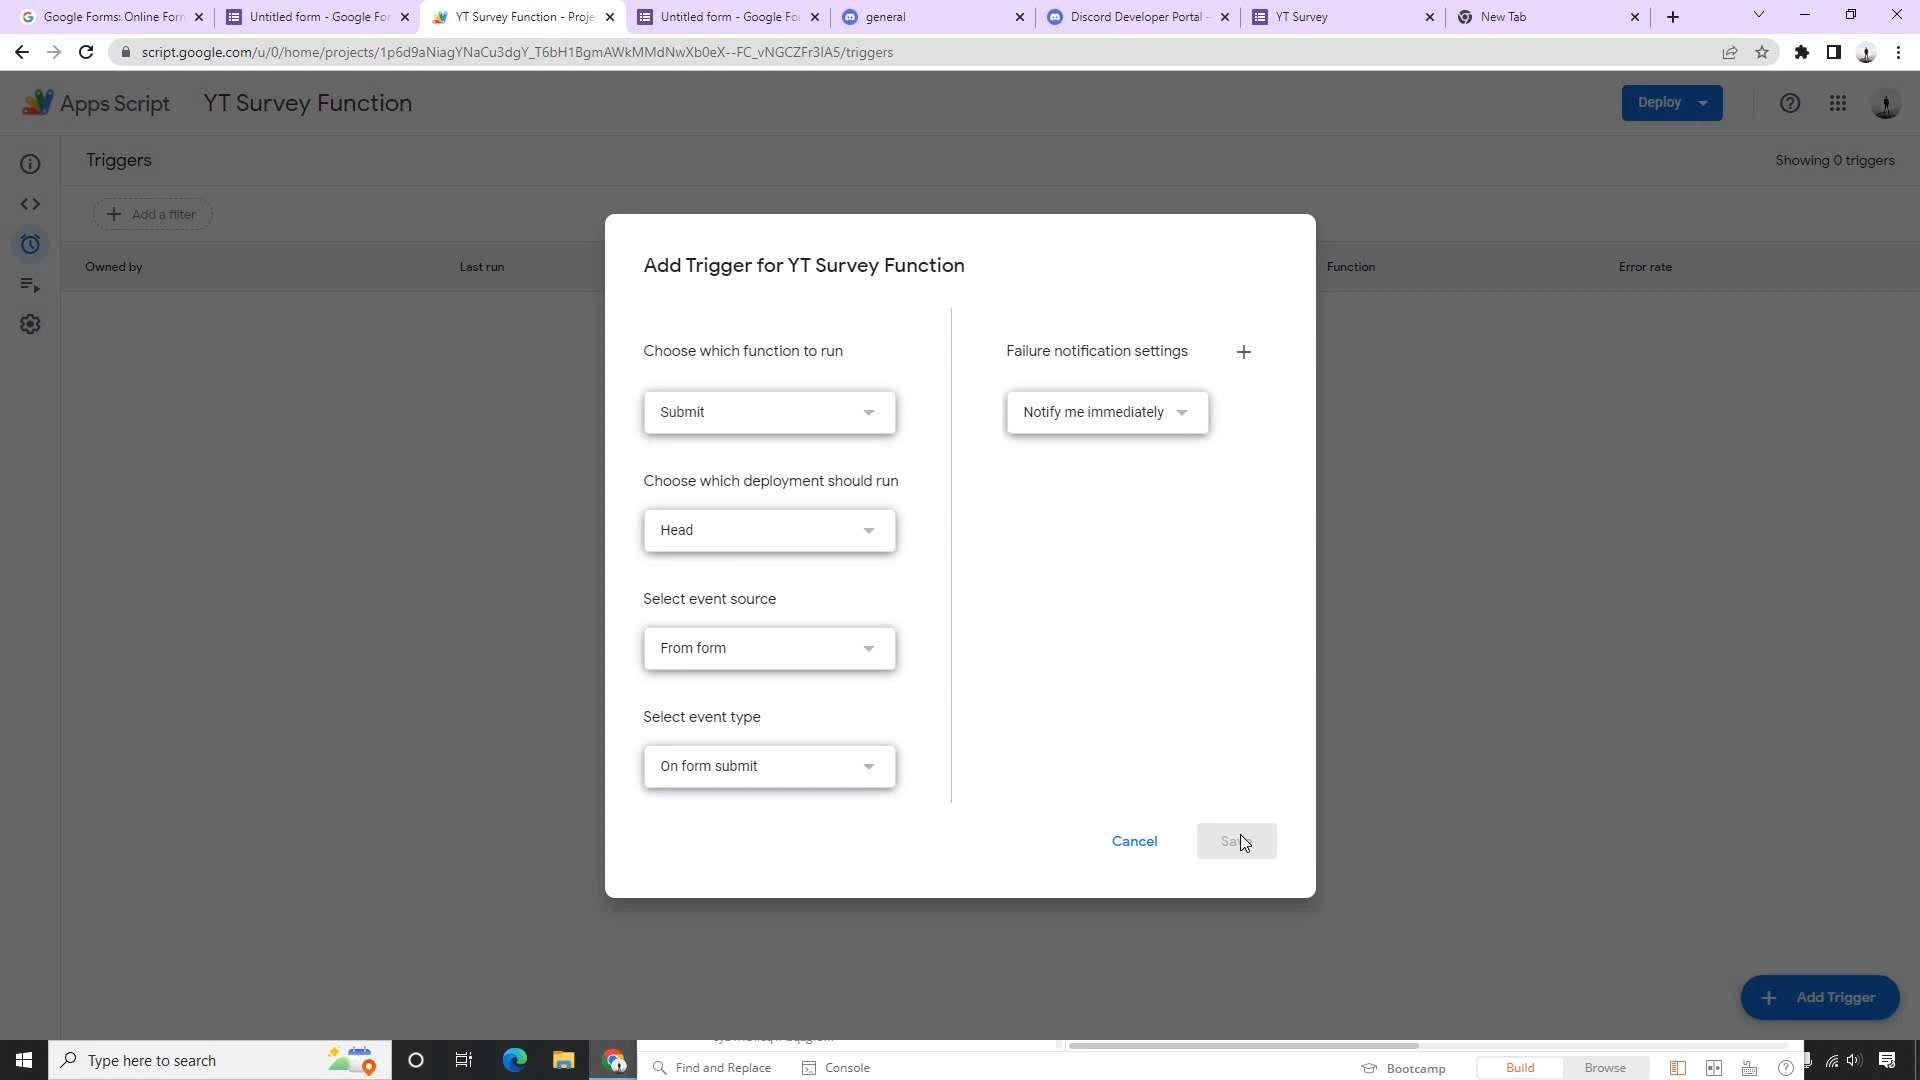 Google Forms: Online Form
Untitled form - Google For
YT Survey Function - Proje
Untitled form - Google For
general
Discord Developer Portal —
YT Survey
New Tab
script.google.com/u/0/home/projects/1p6d9aNiagYNaCu3dgY_T6bH1BgmAWkMMdNwXb0eX--FC_vNGCZFr3IA5/triggers
Apps Script
YT Survey Function
Deploy
Triggers
Showing 0 triggers
Add a filter
Owned by
Last run
Function
Error rate
Add Trigger for YT Survey Function
Choose which function to run
Failure notification settings
Submit
Notify me immediately
Choose which deployment should run
Head
Select event source
From form
Select event type
On form submit
Cancel
Save
Add Trigger
Type here to search
Find and Replace
Console
Bootcamp
Build
Browse